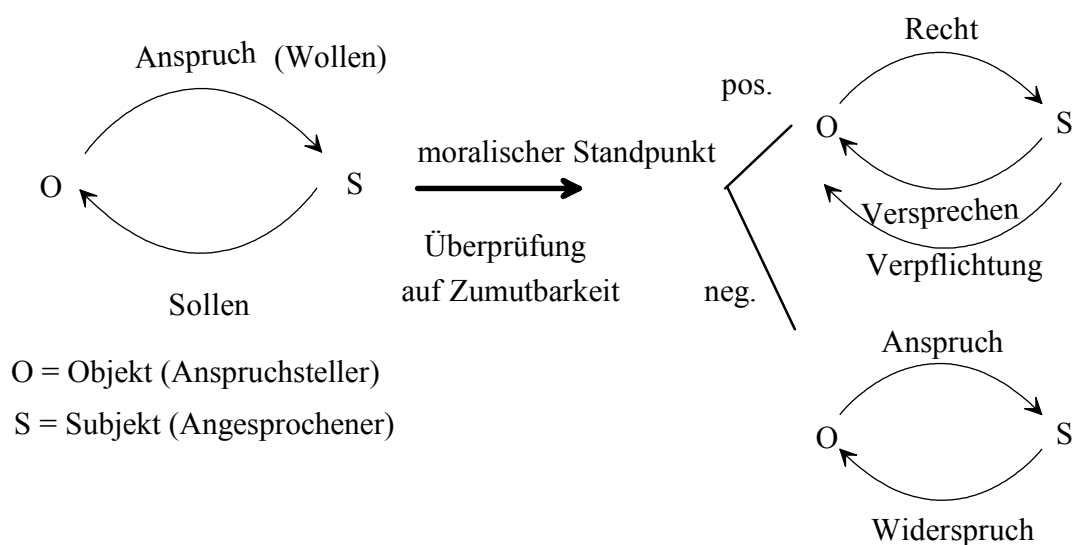 Anspruch (Wollen)
O
S
Sollen
O = Objekt (Anspruchsteller)
S = Subjekt (Angesprochener)
moralischer Standpunkt
Überprüfung
auf Zumutbarkeit
pos.
neg.
Recht
O
S
Versprechen
Verpflichtung
Anspruch
O
S
Widerspruch